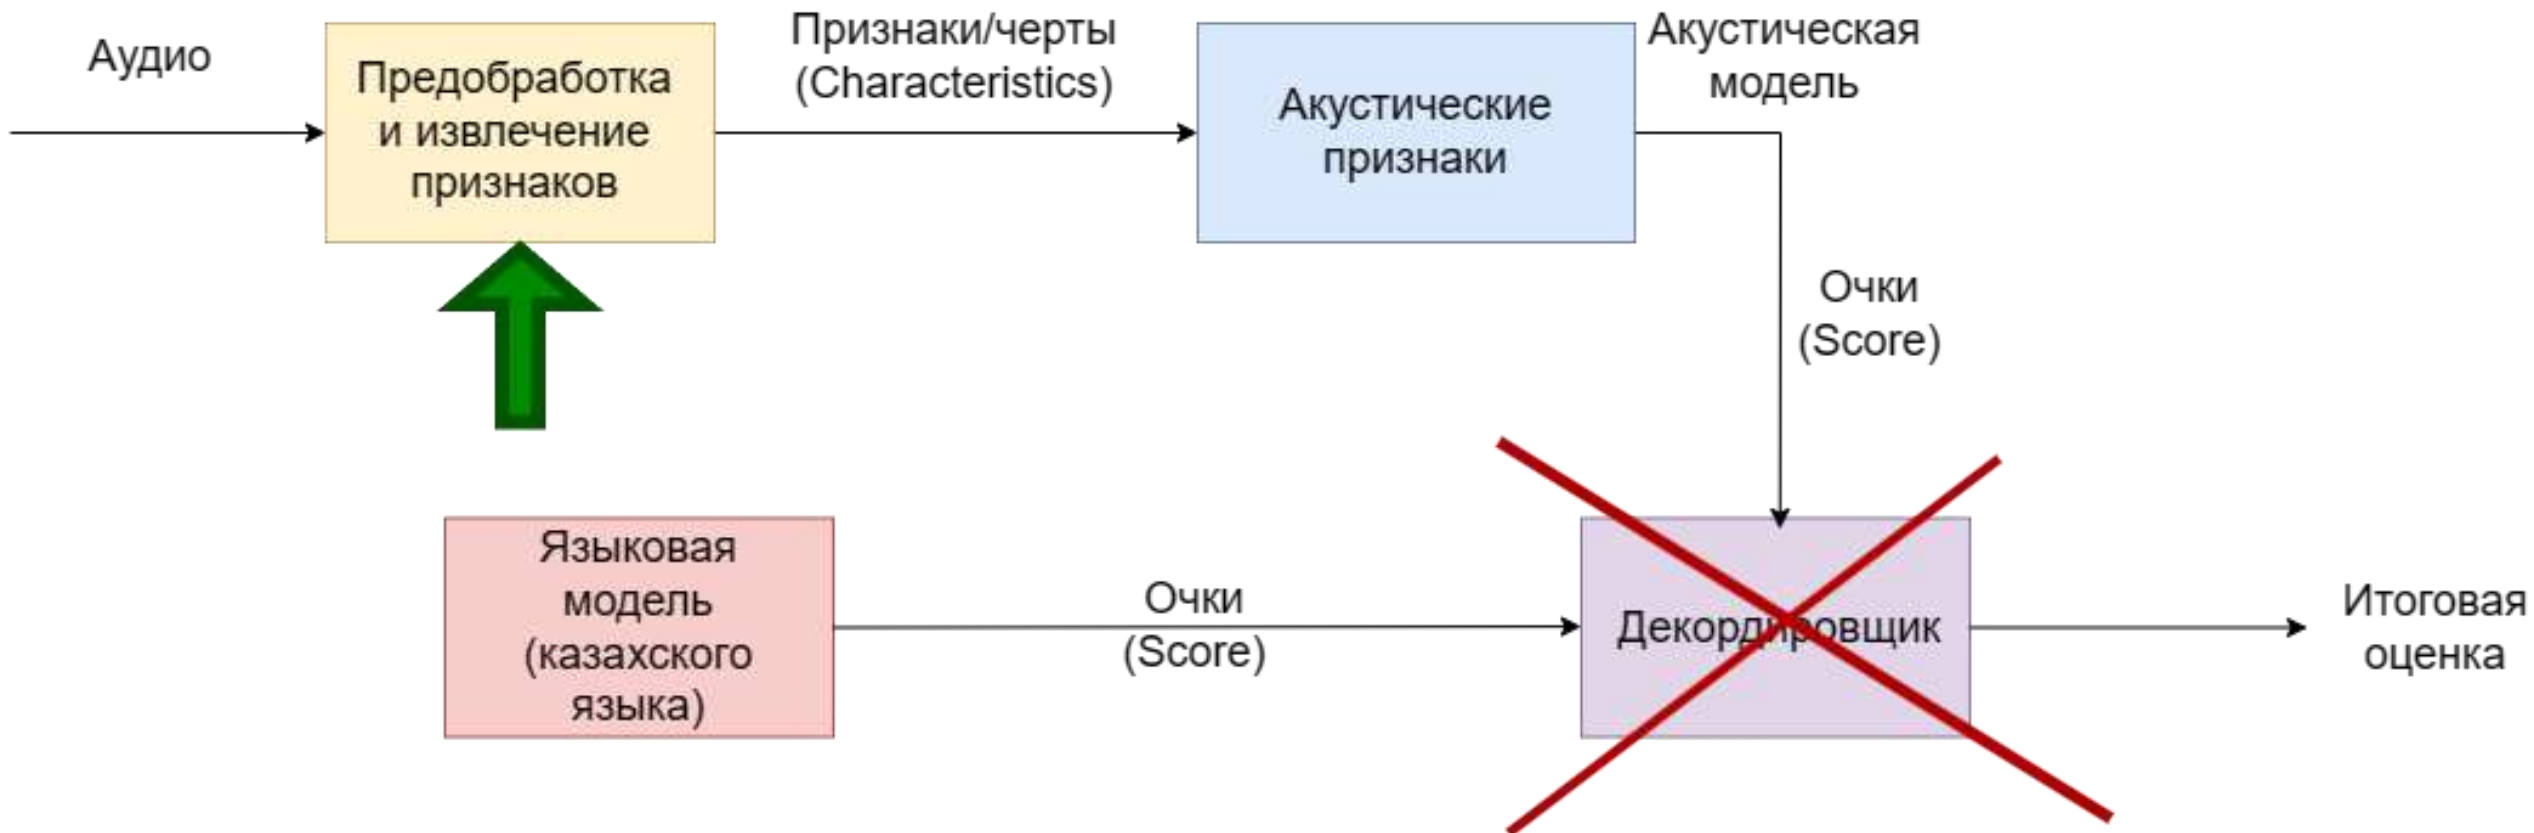 Аудио
Предобработка
и извлечение
признаков
Признаки/черты
(Characteristics)
Акустические
признаки
Акустическая
модель
Очки
(Score)
Языковая
модель
(казахского
языка)
Очки
(Score)
Декордировщик
Итоговая
оценка